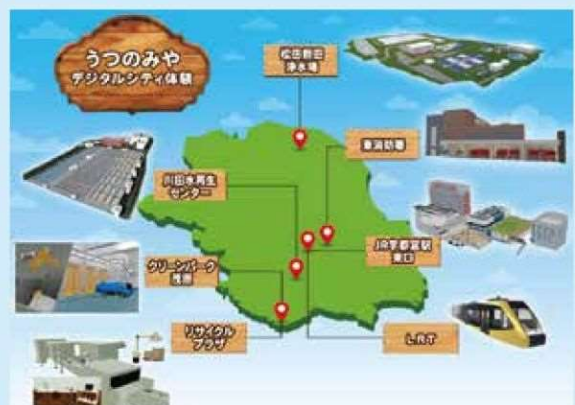 うつのみや
デジタルシティ体験
松田新田
浄水場
東消防署
川田水再生
センター
JR宇都宮駅
東口
クリーンパーク
茂原
リサイクル
プラザ
LRT